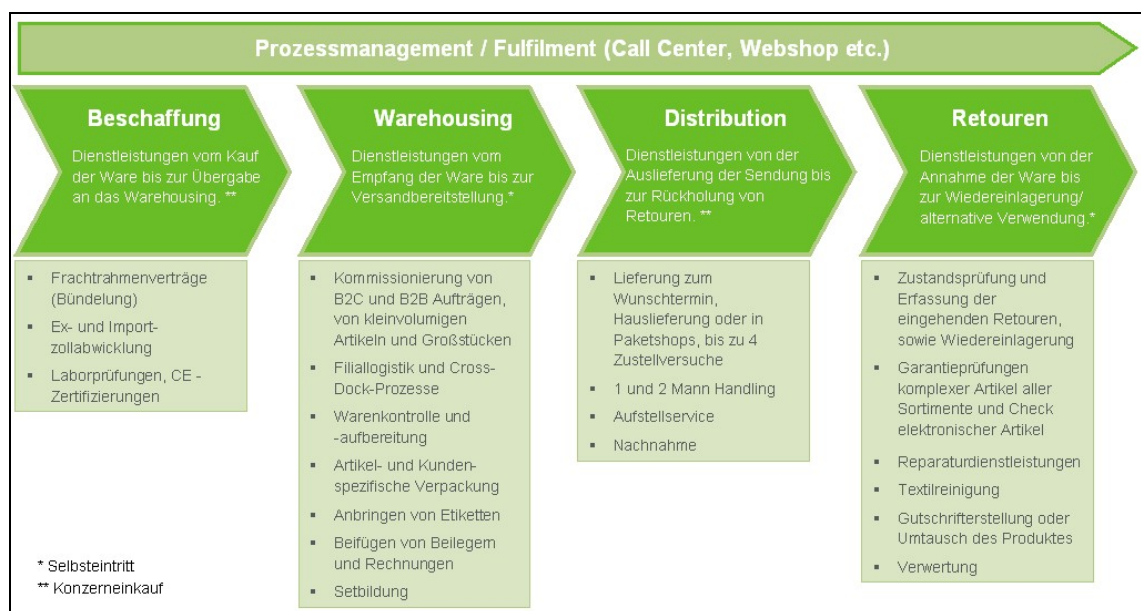 Prozessmanagement / Fulfilment (Call Center, Webshop etc.)
Beschaffung
Dienstleistungen vom Kauf
der Ware bis zur Übergabe
an das Warehousing. **
▪ Frachtrahmenverträge
(Bündelung)
▪ Ex- und Import-
zollabwicklung
▪ Laborprüfungen, CE -
Zertifizierungen
Warehousing
Dienstleistungen vom
Empfang der Ware bis zur
Versandbereitstellung.*
▪ Kommissionierung von
B2C und B2B Aufträgen,
von kleinvolumigen
Artikeln und Großstücken
▪ Filiallogistik und Cross-
Dock-Prozesse
▪ Warenkontrolle und
-aufbereitung
▪ Artikel- und Kunden-
spezifische Verpackung
▪ Anbringen von Etiketten
▪ Beifügen von Beilegern
und Rechnungen
▪ Setbildung
Distribution
Dienstleistungen von der
Auslieferung der Sendung bis
zur Rückholung von
Retouren. **
▪ Lieferung zum
Wunschtermin,
Hauslieferung oder in
Paketshops, bis zu 4
Zustellversuche
▪ 1 und 2 Mann Handling
▪ Aufstellservice
▪ Nachnahme
Retouren
Dienstleistungen von der
Annahme der Ware bis
zur Wiedereinlagerung/
alternative Verwendung.*
▪ Zustandsprüfung und
Erfassung der
eingehenden Retouren,
sowie Wiedereinlagerung
▪ Garantieprüfungen
komplexer Artikel aller
Sortimente und Check
elektronischer Artikel
▪ Reparaturdienstleistungen
▪ Textilreinigung
▪ Gutschrifterstellung oder
Umtausch des Produktes
▪ Verwertung
* Selbsteintritt
** Konzerneinkauf